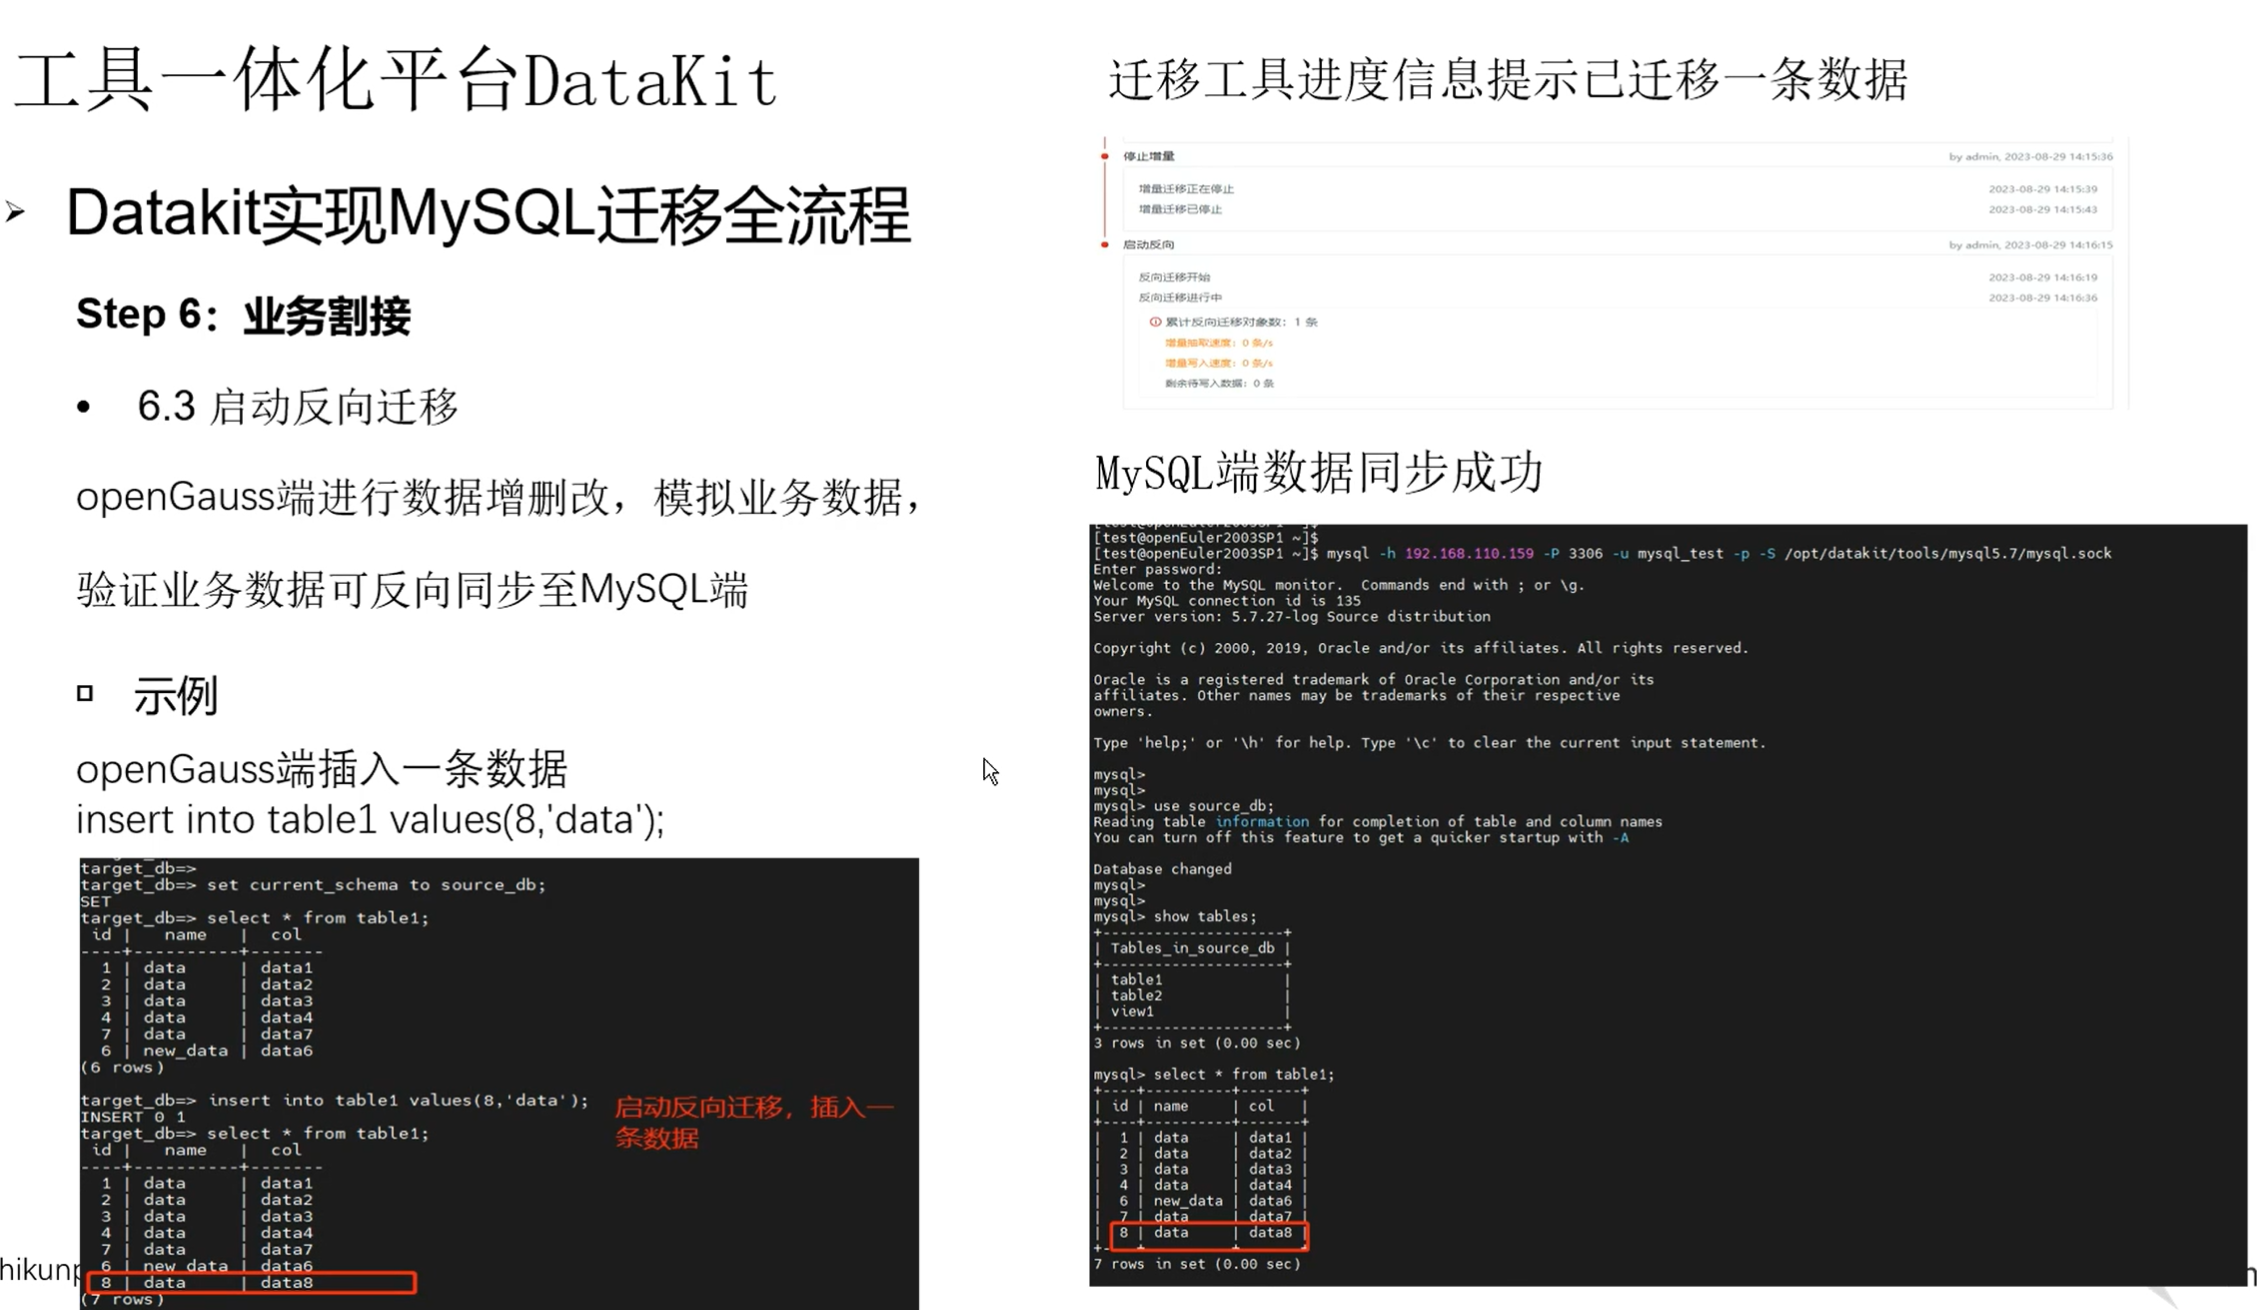 工具一体化平台DataKit
➢ Datakit实现MySQL迁移全流程
Step 6：业务割接
• 6.3 启动反向迁移
openGauss端进行数据增删改，模拟业务数据，
验证业务数据可反向同步至MySQL端
示例
openGauss端插入一条数据
insert into table1 values(8,'data');
target_db=>
target_db=> set current_schema to source_db;
SET
target_db=> select * from table1;
id | name | col
----+----------+-------
1 | data | data1
2 | data | data2
3 | data | data3
4 | data | data4
7 | data | data7
6 | new_data | data6
(6 rows)
target_db=> insert into table1 values(8,'data');
INSERT 0 1
target_db=> select * from table1;
id | name | col
----+----------+-------
1 | data | data1
2 | data | data2
3 | data | data3
4 | data | data4
7 | data | data7
6 | new_data | data6
8 | data | data8
(7 rows)
启动反向迁移，插入一
条数据
迁移工具进度信息提示已迁移一条数据
停止增量 by admin, 2023-08-29 14:15:36
增量迁移正在停止 2023-08-29 14:15:39
增量迁移已停止 2023-08-29 14:15:43
启动反向 by admin, 2023-08-29 14:16:15
反向迁移开始 2023-08-29 14:16:19
反向迁移进行中 2023-08-29 14:16:36
累计反向迁移对象数：1 条
增量抽取速度：0 条/s
增量写入速度：0 条/s
剩余待写入数据：0 条
MySQL端数据同步成功
[test@openEuler2003SP1 ~]$
[test@openEuler2003SP1 ~]$
[test@openEuler2003SP1 ~]$ mysql -h 192.168.110.159 -P 3306 -u mysql_test -p -S /opt/datakit/tools/mysql5.7/mysql.sock
Enter password:
Welcome to the MySQL monitor. Commands end with ; or \g.
Your MySQL connection id is 135
Server version: 5.7.27-log Source distribution
Copyright (c) 2000, 2019, Oracle and/or its affiliates. All rights reserved.
Oracle is a registered trademark of Oracle Corporation and/or its
affiliates. Other names may be trademarks of their respective
owners.
Type 'help;' or '\h' for help. Type '\c' to clear the current input statement.
mysql>
mysql>
mysql> use source_db;
Reading table information for completion of table and column names
You can turn off this feature to get a quicker startup with -A
Database changed
mysql>
mysql>
mysql> show tables;
+---------------------+
| Tables_in_source_db |
+---------------------+
| table1 |
| table2 |
| view1 |
+---------------------+
3 rows in set (0.00 sec)
mysql> select * from table1;
+----+----------+-------+
| id | name | col |
+----+----------+-------+
| 1 | data | data1 |
| 2 | data | data2 |
| 3 | data | data3 |
| 4 | data | data4 |
| 6 | new_data | data6 |
| 7 | data | data7 |
| 8 | data | data8 |
7 rows in set (0.00 sec)